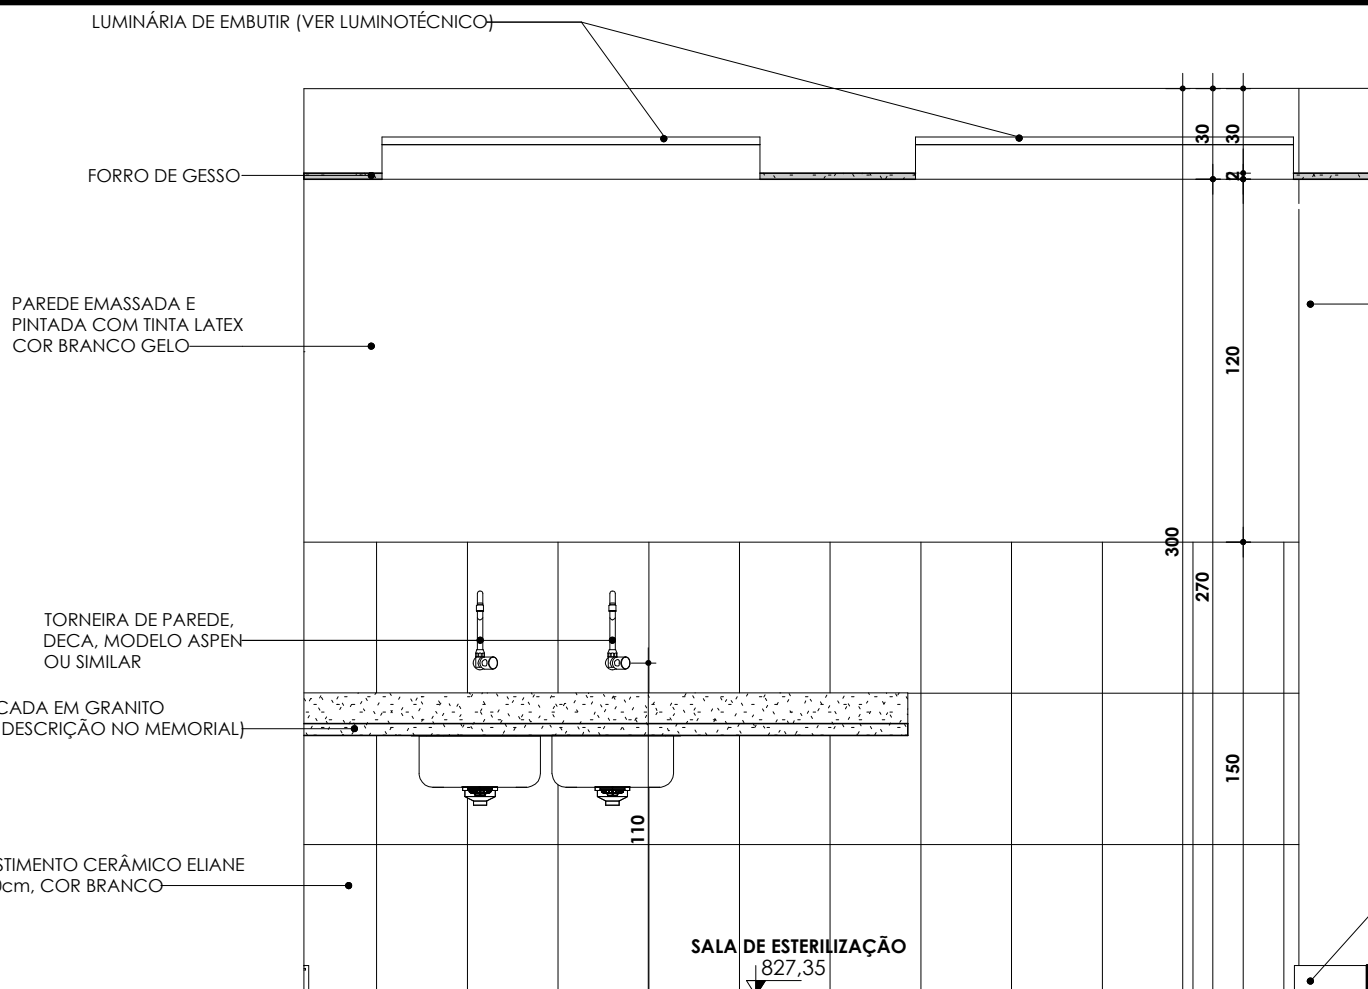 LUMINÁRIA DE EMBUTIR (VER LUMINOTÉCNICO)
30
30
FORRO DE GESSO
2
PAREDE EMASSADA E
PINTADA COM TINTA LATEX
COR BRANCO GELO
120
300
270
TORNEIRA DE PAREDE,
DECA, MODELO ASPEN
OU SIMILAR
CADA EM GRANITO
DESCRIÇÃO NO MEMORIAL)
150
110
STIMENTO CERÂMICO ELIANE
0cm, COR BRANCO
SALA DE ESTERILIZAÇÃO
827,35